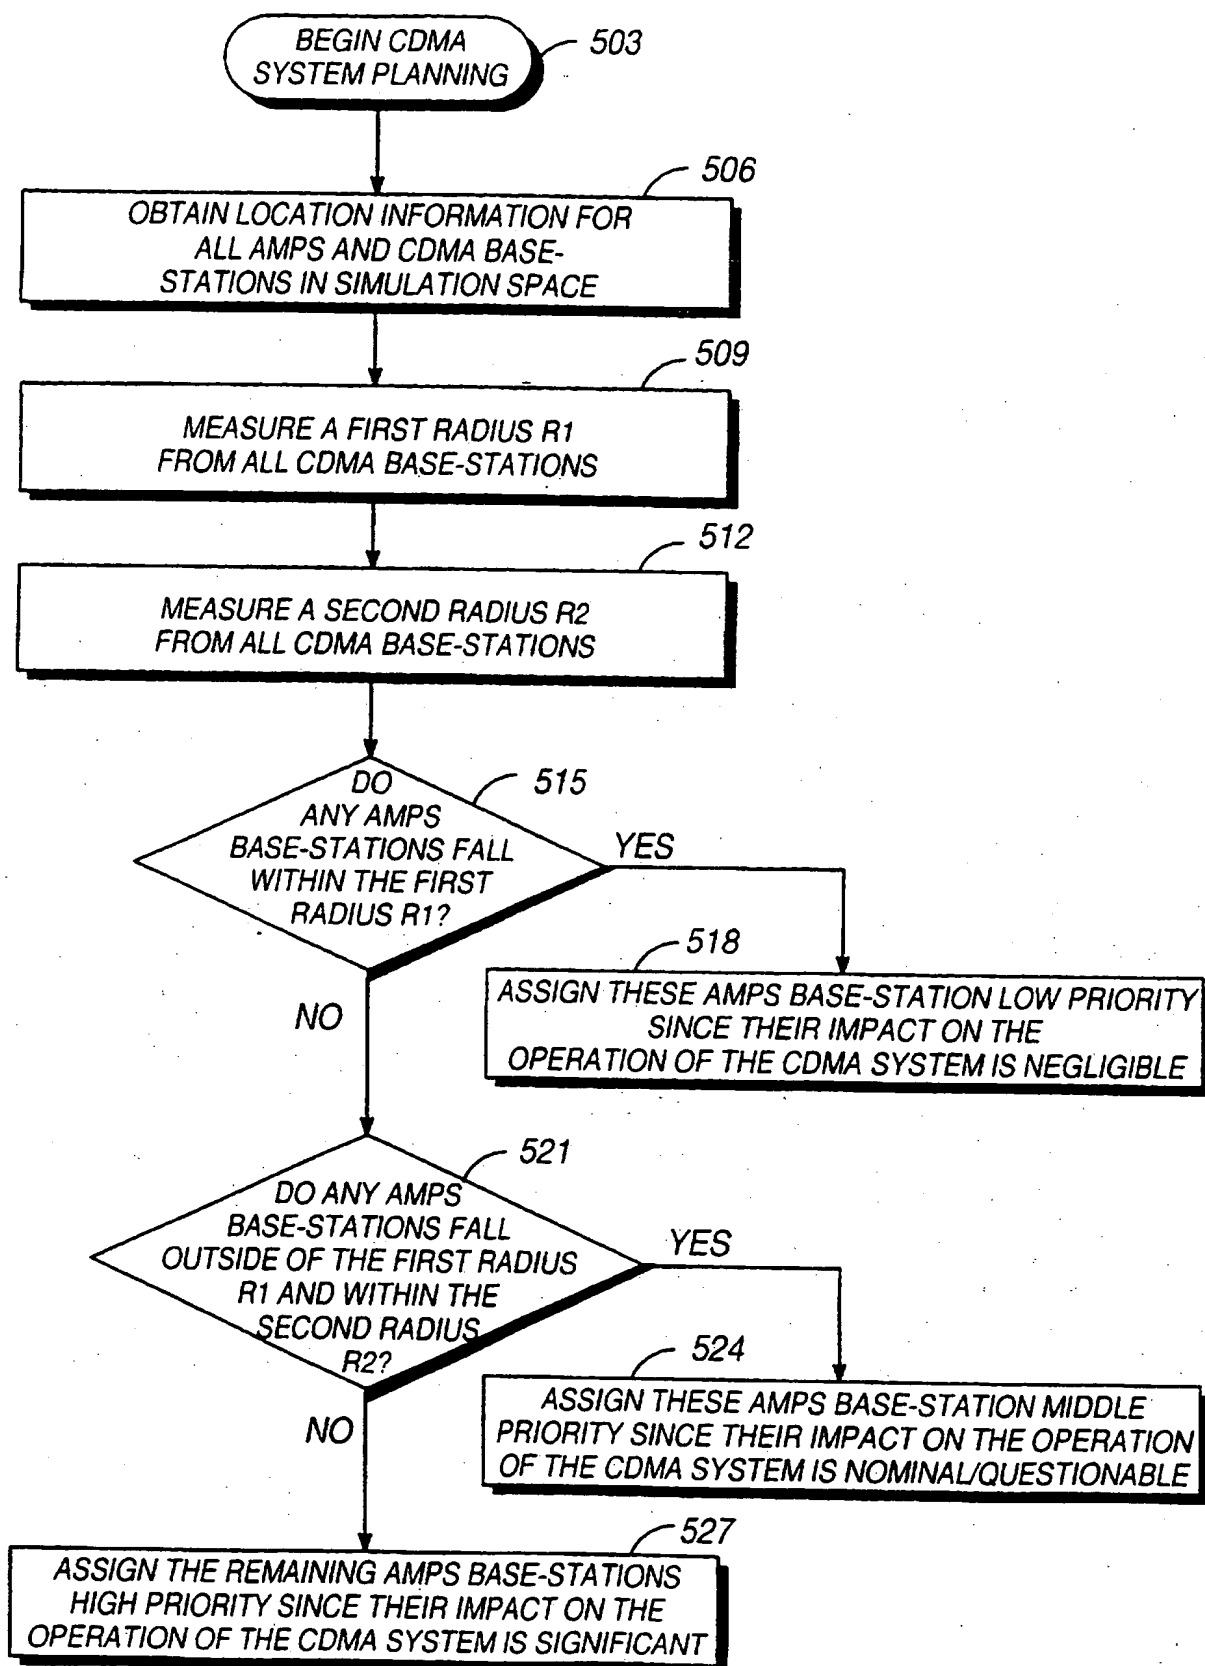 BEGIN CDMA
SYSTEM PLANNING
503
506
OBTAIN LOCATION INFORMATION FOR
ALL AMPS AND CDMA BASE-
STATIONS IN SIMULATION SPACE
509
MEASURE A FIRST RADIUS R1
FROM ALL CDMA BASE-STATIONS
512
MEASURE A SECOND RADIUS R2
FROM ALL CDMA BASE-STATIONS
515
DO
ANY AMPS
BASE-STATIONS FALL
WITHIN THE FIRST
RADIUS R1?
YES
NO
518
ASSIGN THESE AMPS BASE-STATION LOW PRIORITY
SINCE THEIR IMPACT ON THE
OPERATION OF THE CDMA SYSTEM IS NEGLIGIBLE
521
DO ANY AMPS
BASE-STATIONS FALL
OUTSIDE OF THE FIRST RADIUS
R1 AND WITHIN THE
SECOND RADIUS
R2?
YES
NO
524
ASSIGN THESE AMPS BASE-STATION MIDDLE
PRIORITY SINCE THEIR IMPACT ON THE OPERATION
OF THE CDMA SYSTEM IS NOMINAL/QUESTIONABLE
527
ASSIGN THE REMAINING AMPS BASE-STATIONS
HIGH PRIORITY SINCE THEIR IMPACT ON THE
OPERATION OF THE CDMA SYSTEM IS SIGNIFICANT